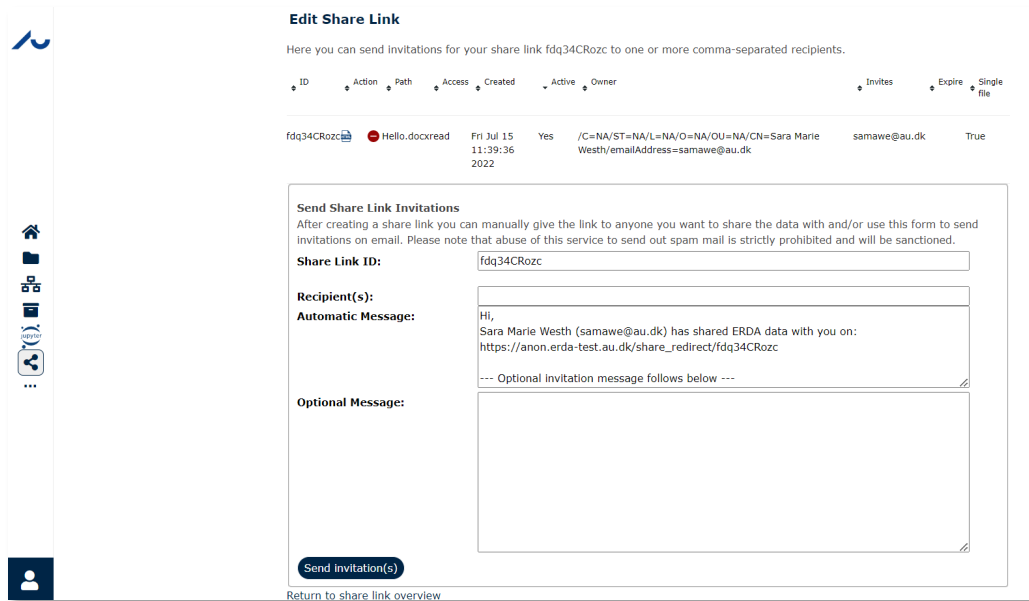 Edit Share Link
Here you can send invitations for your share link fdq34CRozc to one or more comma-separated recipients.
ID Action Path Access Created Active Owner Invites Expire Single
file
fdq34CRozc Hello.docx read Fri Jul 15 Yes /C=NA/ST=NA/L=NA/O=NA/OU=NA/CN=Sara Marie samawe@au.dk True
11:39:36 Westh/emailAddress=samawe@au.dk
2022
Send Share Link Invitations
After creating a share link you can manually give the link to anyone you want to share the data with and/or use this form to send
invitations on email. Please note that abuse of this service to send out spam mail is strictly prohibited and will be sanctioned.
Share Link ID: fdq34CRozc
Recipient(s):
Automatic Message: Hi,
Sara Marie Westh (samawe@au.dk) has shared ERDA data with you on:
https://anon.erda-test.au.dk/share_redirect/fdq34CRozc
--- Optional invitation message follows below ---
jupyter
Optional Message:
Send invitation(s)
Return to share link overview